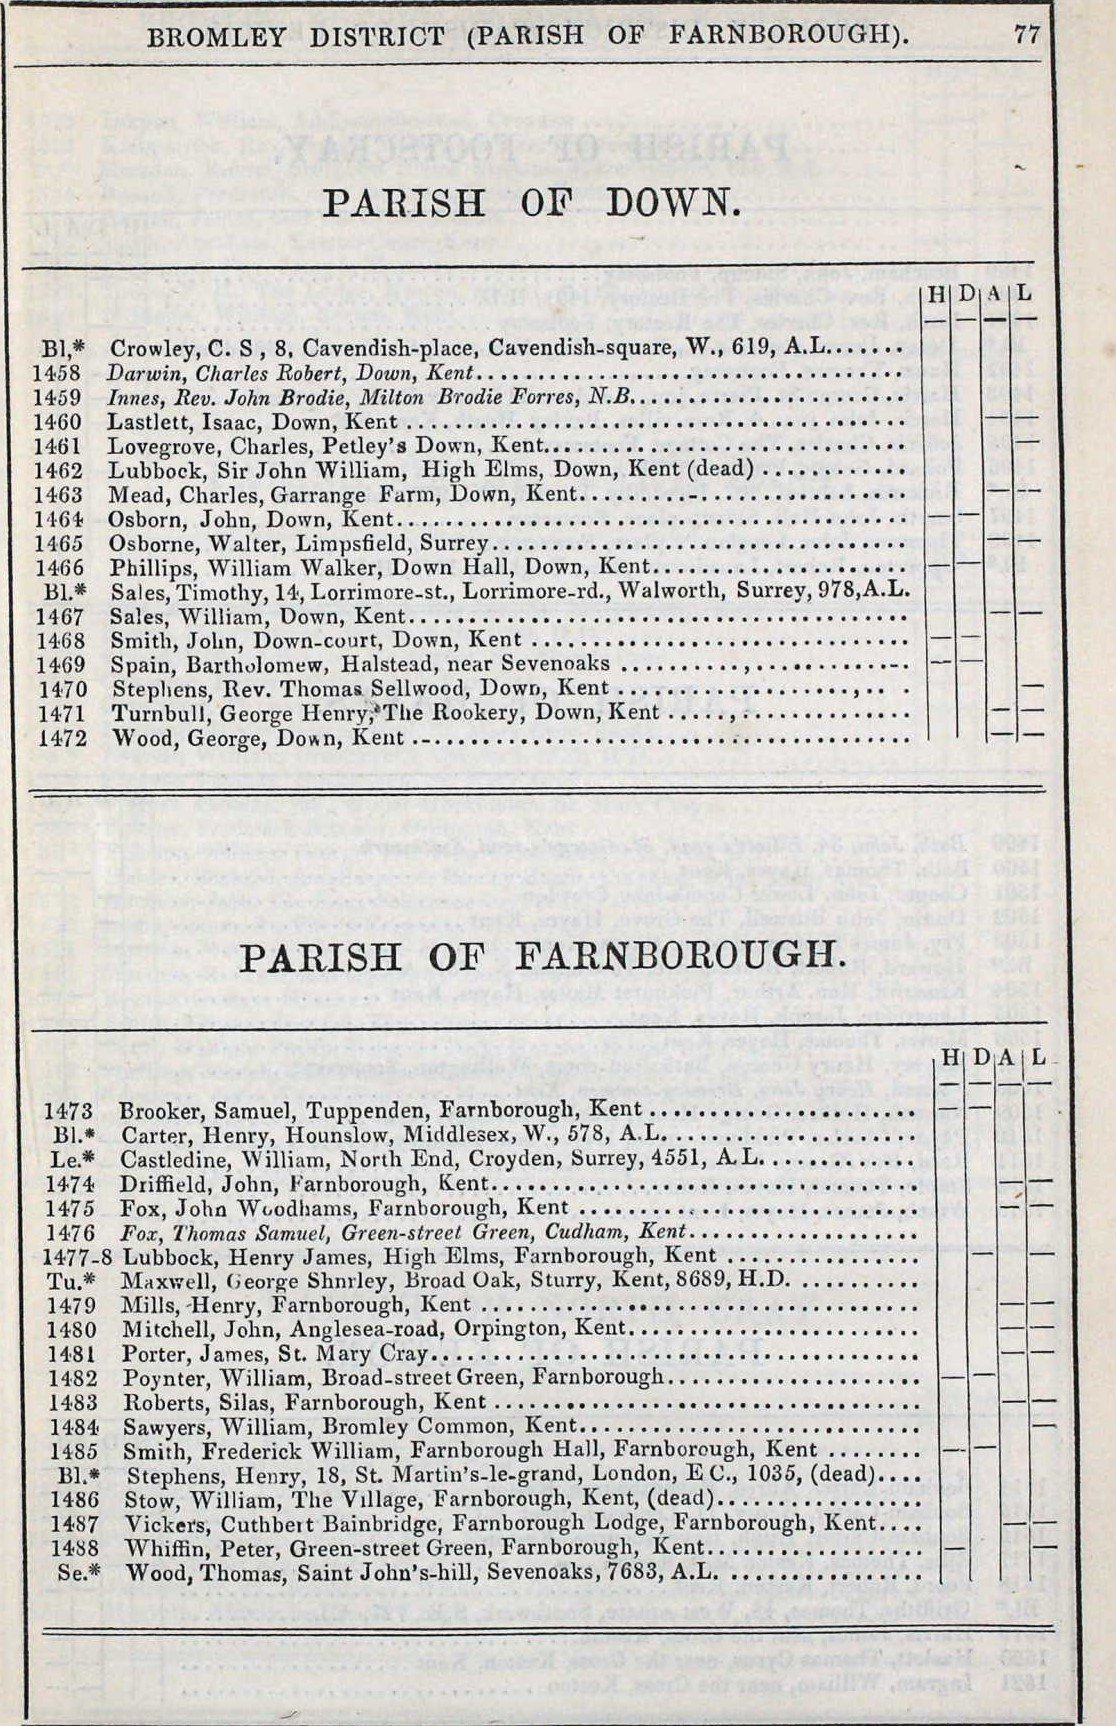 BROMLEY DISTRICT (PARISH OF FARNBOROUGH). 77
PARISH OF DOWN.
H D A L
Bl,* Crowley, C. S , 8, Cavendish-place, Cavendish-square, W., 619, A.L.......
1458 Darwin, Charles Robert, Down, Kent....................................
1459 Innes, Rev. John Brodie, Milton Brodie Forres, N.B.......................
1460 Lastlett, Isaac, Down, Kent .......................................... — —
1461 Lovegrove, Charles, Petley's Down, Kent............................... —
1462 Lubbock, Sir John William, High Elms, Down, Kent (dead) .............
1463 Mead, Charles, Garrange Farm, Down, Kent............................ — —
1464 Osborn, John, Down, Kent........................................... — —
1465 Osborne, Walter, Limpsfield, Surrey................................... — —
1466 Phillips, William Walker, Down Hall, Down, Kent...................... — —
Bl.* Sales, Timothy, 14, Lorrimore-st., Lorrimore-rd., Walworth, Surrey, 978,A.L.
1467 Sales, William, Down, Kent.......................................... — —
1468 Smith, John, Down-court, Down, Kent ................................ — —
1469 Spain, Bartholomew, Halstead, near Sevenoaks ........................ — —
1470 Stephens, Rev. Thomas Sellwood, Down, Kent ........................ —
1471 Turnbull, George Henry, The Rookery, Down, Kent .................... — —
1472 Wood, George, Down, Kent .......................................... — —
PARISH OF FARNBOROUGH.
H D A L
1473 Brooker, Samuel, Tuppenden, Farnborough, Kent ....................... — —
Bl.* Carter, Henry, Hounslow, Middlesex, W., 578, A.L......................
Le.* Castledine, William, North End, Croyden, Surrey, 4551, A.L.............
1474 Driffield, John, Farnborough, Kent.................................... — —
1475 Fox, John Woodhams, Farnborough, Kent ............................. — —
1476 Fox, Thomas Samuel, Green-street Green, Cudham, Kent...................
1477-8 Lubbock, Henry James, High Elms, Farnborough, Kent ................ — —
Tu.* Maxwell, George Shnrley, Broad Oak, Sturry, Kent, 8689, H.D. ..........
1479 Mills, Henry, Farnborough, Kent ..................................... — —
1480 Mitchell, John, Anglesea-road, Orpington, Kent......................... — —
1481 Porter, James, St. Mary Cray.......................................... — —
1482 Poynter, William, Broad-street Green, Farnborough...................... — —
1483 Roberts, Silas, Farnborough, Kent .................................... — —
1484 Sawyers, William, Bromley Common, Kent............................. —
1485 Smith, Frederick William, Farnborough Hall, Farnborough, Kent ........ — —
Bl.* Stephens, Henry, 18, St. Martin's-le-grand, London, E C., 1035, (dead)....
1486 Stow, William, The Village, Farnborough, Kent, (dead)..................
1487 Vickers, Cuthbert Bainbridge, Farnborough Lodge, Farnborough, Kent.... — —
1488 Whiffin, Peter, Green-street Green, Farnborough, Kent................... — —
Se.* Wood, Thomas, Saint John's-hill, Sevenoaks, 7683, A.L. .................